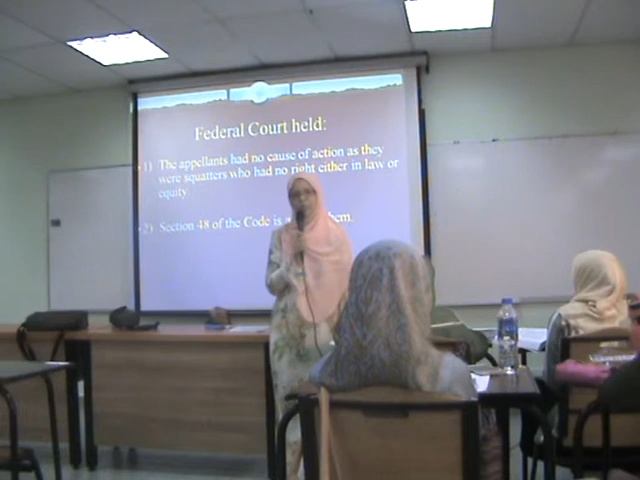 Federal Court held:
1) The appellants had no cause of action as they
were squatters who had no right either in law or
equity.
2) Section 48 of the Code is a